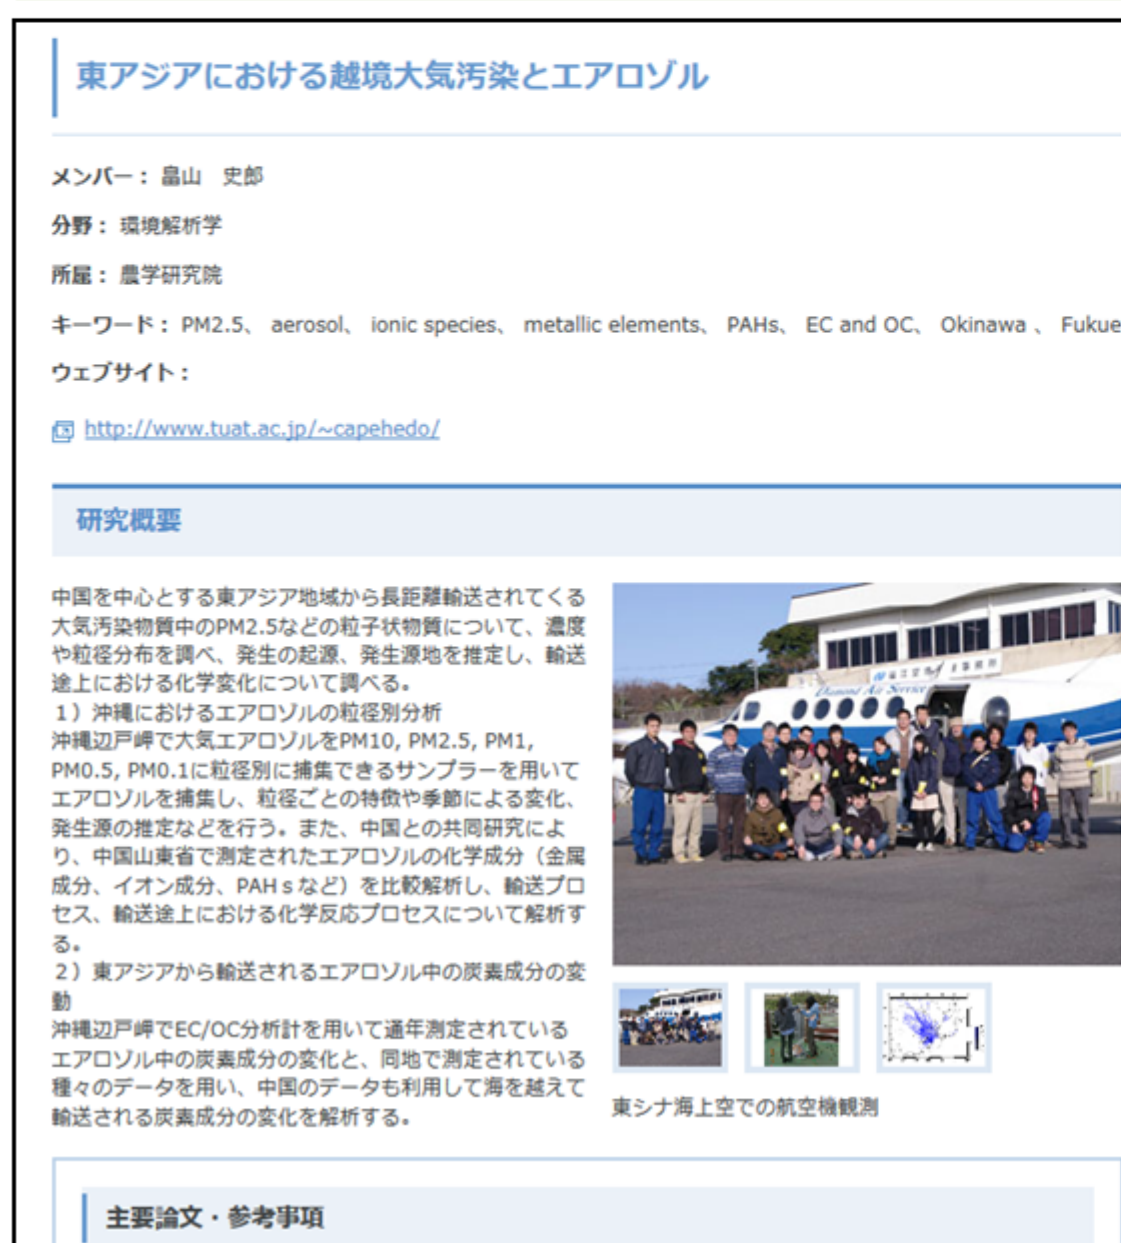 東アジアにおける越境大気汚染とエアロゾル
メンバー： 畠山　史郎
分野： 環境解析学
所属： 農学研究院
キーワード： PM2.5、 aerosol、 ionic species、 metallic elements、 PAHs、 EC and OC、 Okinawa 、 Fukue
ウェブサイト：
http://www.tuat.ac.jp/~capehedo/
研究概要
中国を中心とする東アジア地域から長距離輸送されてくる
大気汚染物質中のPM2.5などの粒子状物質について、濃度
や粒径分布を調べ、発生の起源、発生源地を推定し、輸送
途上における化学変化について調べる。
１）沖縄におけるエアロゾルの粒径別分析
沖縄辺戸岬で大気エアロゾルをPM10, PM2.5, PM1,
PM0.5, PM0.1に粒径別に捕集できるサンプラーを用いて
エアロゾルを捕集し、粒径ごとの特徴や季節による変化、
発生源の推定などを行う。また、中国との共同研究によ
り、中国山東省で測定されたエアロゾルの化学成分（金属
成分、イオン成分、PAHｓなど）を比較解析し、輸送プロ
セス、輸送途上における化学反応プロセスについて解析す
る。
２）東アジアから輸送されるエアロゾル中の炭素成分の変
動
沖縄辺戸岬でEC/OC分析計を用いて通年測定されている
エアロゾル中の炭素成分の変化と、同地で測定されている
種々のデータを用い、中国のデータも利用して海を越えて
輸送される炭素成分の変化を解析する。
Diamond Air Service
東シナ海上空での航空機観測
主要論文・参考事項